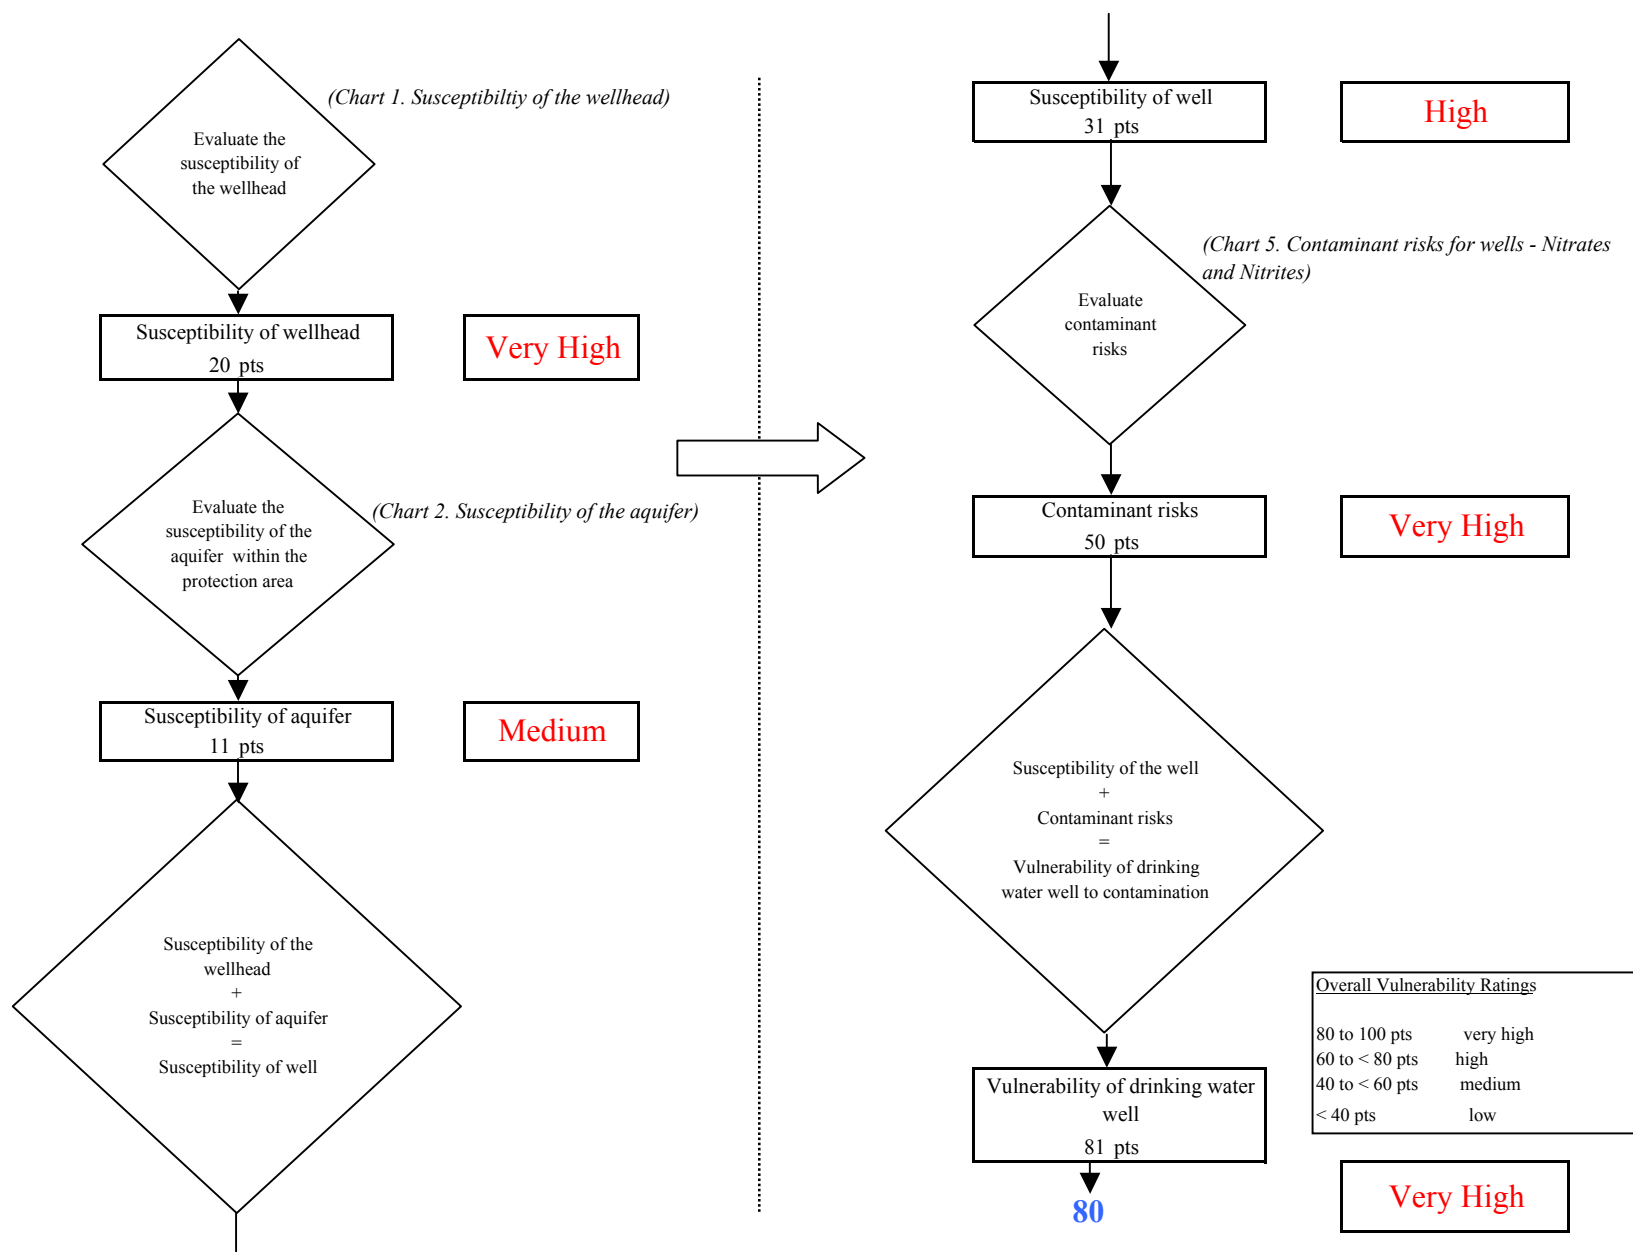 (Chart 1. Susceptibiltiy of the wellhead)
Evaluate the
susceptibility of
the wellhead
Susceptibility of wellhead
20 pts
Very High
(Chart 2. Susceptibility of the aquifer)
Evaluate the
susceptibility of the
aquifer within the
protection area
Susceptibility of aquifer
11 pts
Medium
Susceptibility of the
wellhead
+
Susceptibility of aquifer
=
Susceptibility of well
Susceptibility of well
31 pts
High
(Chart 5. Contaminant risks for wells - Nitrates
and Nitrites)
Evaluate
contaminant
risks
Contaminant risks
50 pts
Very High
Susceptibility of the well
+
Contaminant risks
=
Vulnerability of drinking
water well to contamination
Overall Vulnerability Ratings
80 to 100 pts very high
60 to < 80 pts high
40 to < 60 pts medium
< 40 pts low
Vulnerability of drinking water
well
81 pts
Very High
80